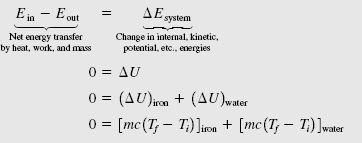 E_in − E_out = ΔE_system
Net energy transfer by heat, work, and mass
Change in internal, kinetic, potential, etc., energies
0 = ΔU
0 = (ΔU)_iron + (ΔU)_water
0 = [mc(T_f − T_i)]_iron + [mc(T_f − T_i)]_water